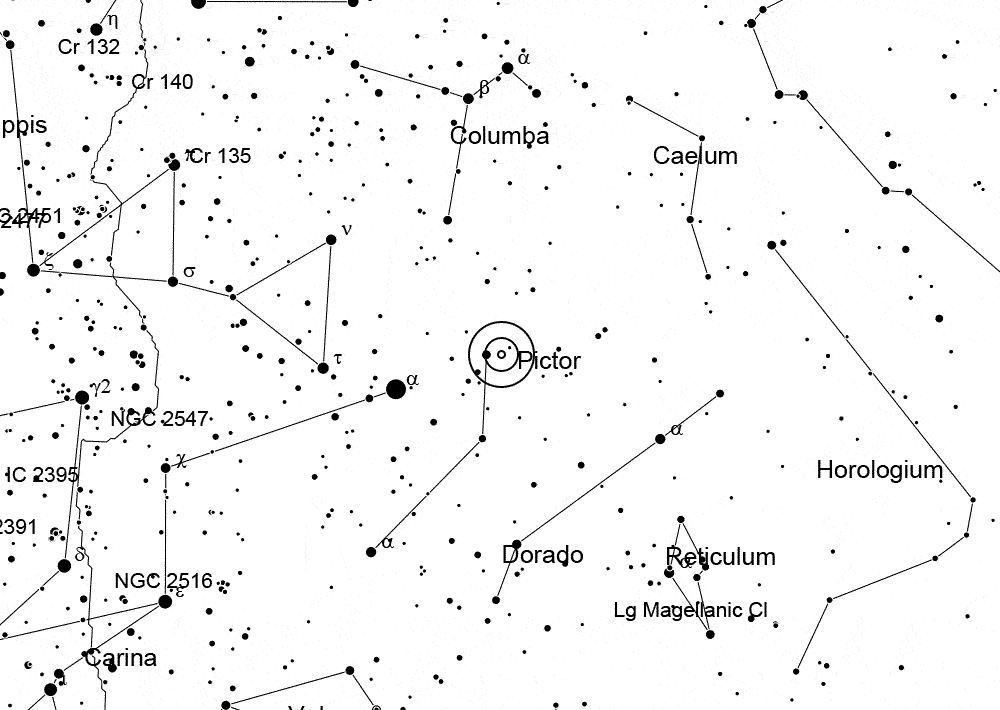 η
Cr 132
Cr 140
ppis
α
β
Columba
Caelum
π
Cr 135
ν
ζ
σ
τ
Pictor
γ2
α
NGC 2547
χ
α
IC 2395
Horologium
2391
α
δ
Dorado
Reticulum
α
NGC 2516
ε
Lg Magellanic Cl
Carina
ι